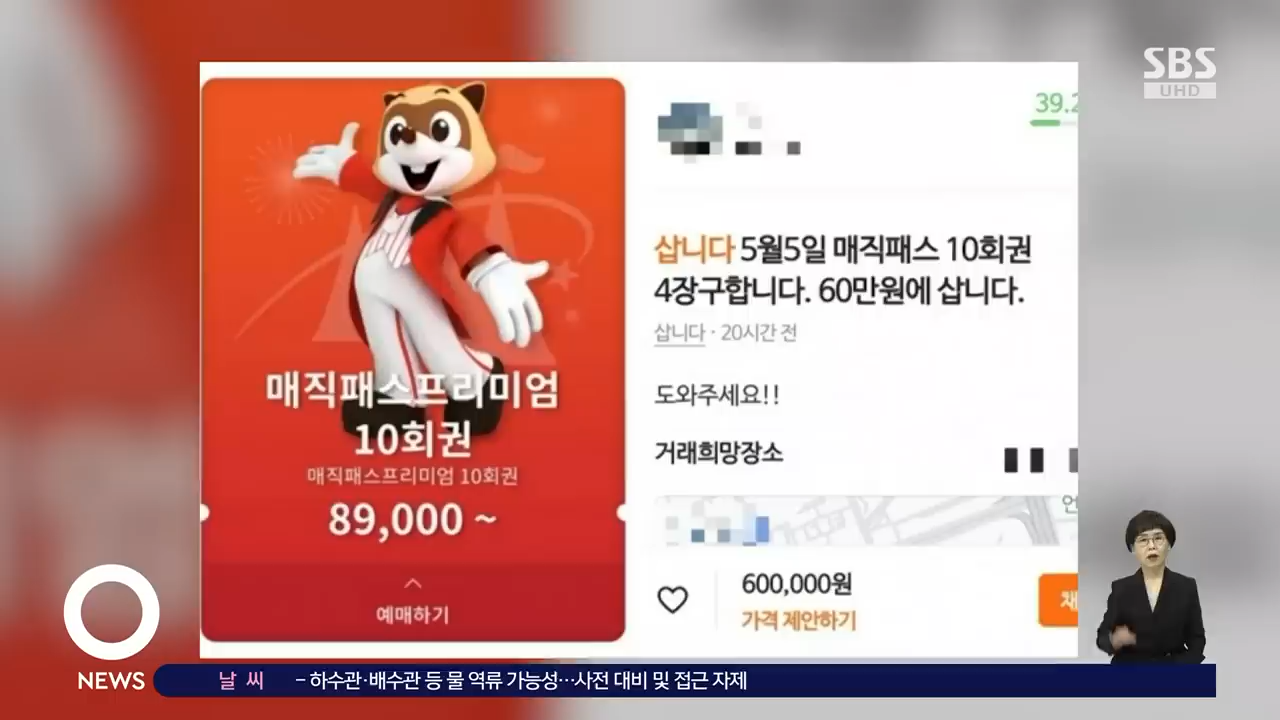 SBS
UHD
39.2
삽니다 5월5일 매직패스 10회권
4장구합니다. 60만원에 삽니다.
삽니다 · 20시간 전
도와주세요!!
거래희망장소
언
600,000원
가격 제안하기
채
매직패스프리미엄
10회권
매직패스프리미엄 10회권
89,000 ~
예매하기
NEWS
날 씨 - 하수관·배수관 등 물 역류 가능성…사전 대비 및 접근 자제